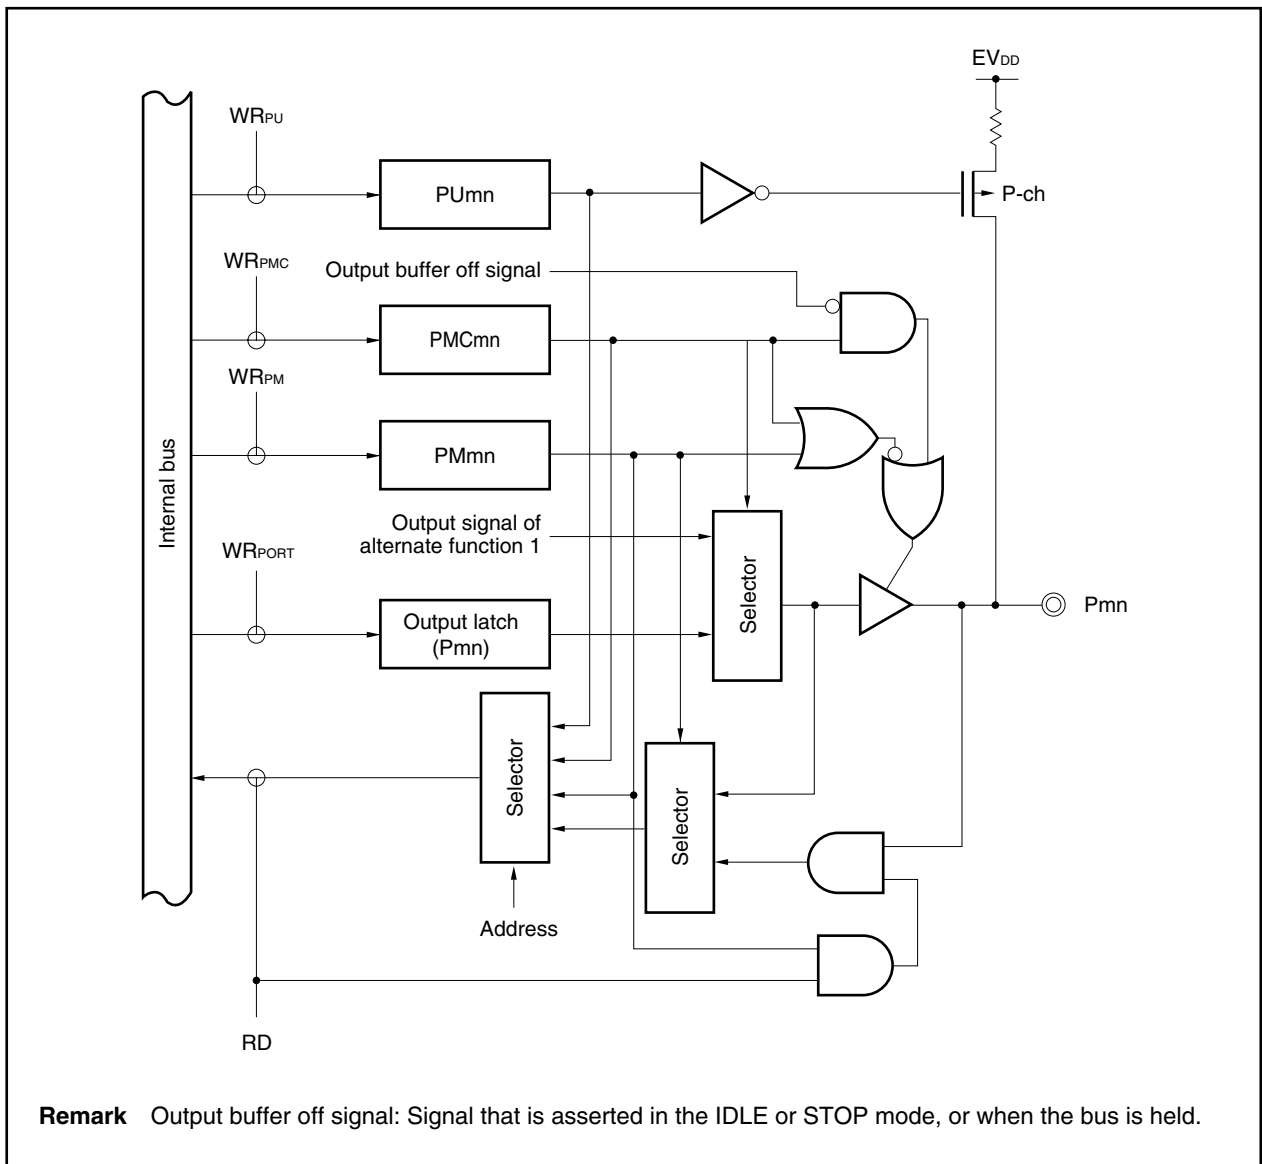 EVDD
WRPU
PUmn
P-ch
WRPMC
Output buffer off signal
PMCmn
WRPM
PMmn
Internal bus
Output signal of
alternate function 1
WRPORT
Selector
Output latch
(Pmn)
Pmn
Selector
Selector
Address
RD
Remark Output buffer off signal: Signal that is asserted in the IDLE or STOP mode, or when the bus is held.